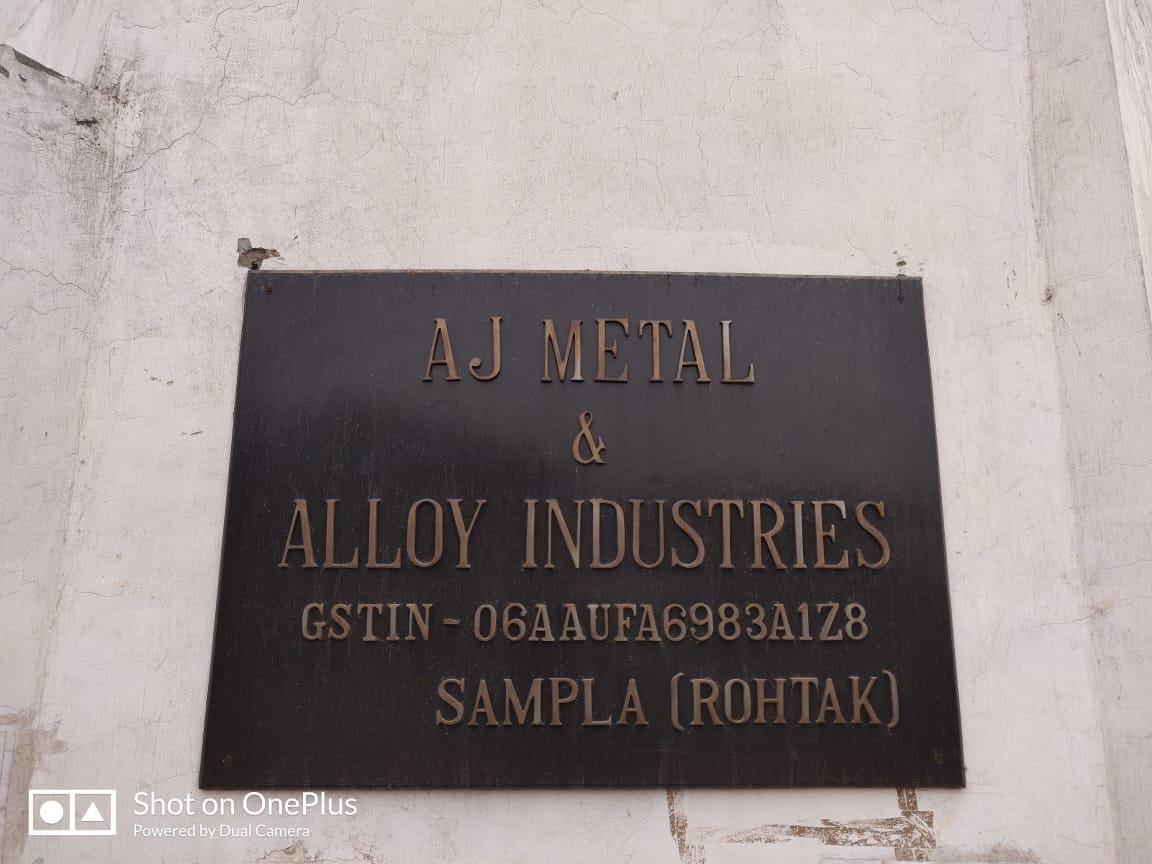 AJ METAL
&
ALLOY INDUSTRIES
GSTIN - 06AAUFA6983A1Z8
SAMPLA (ROHTAK)
Shot on OnePlus
Powered by Dual Camera